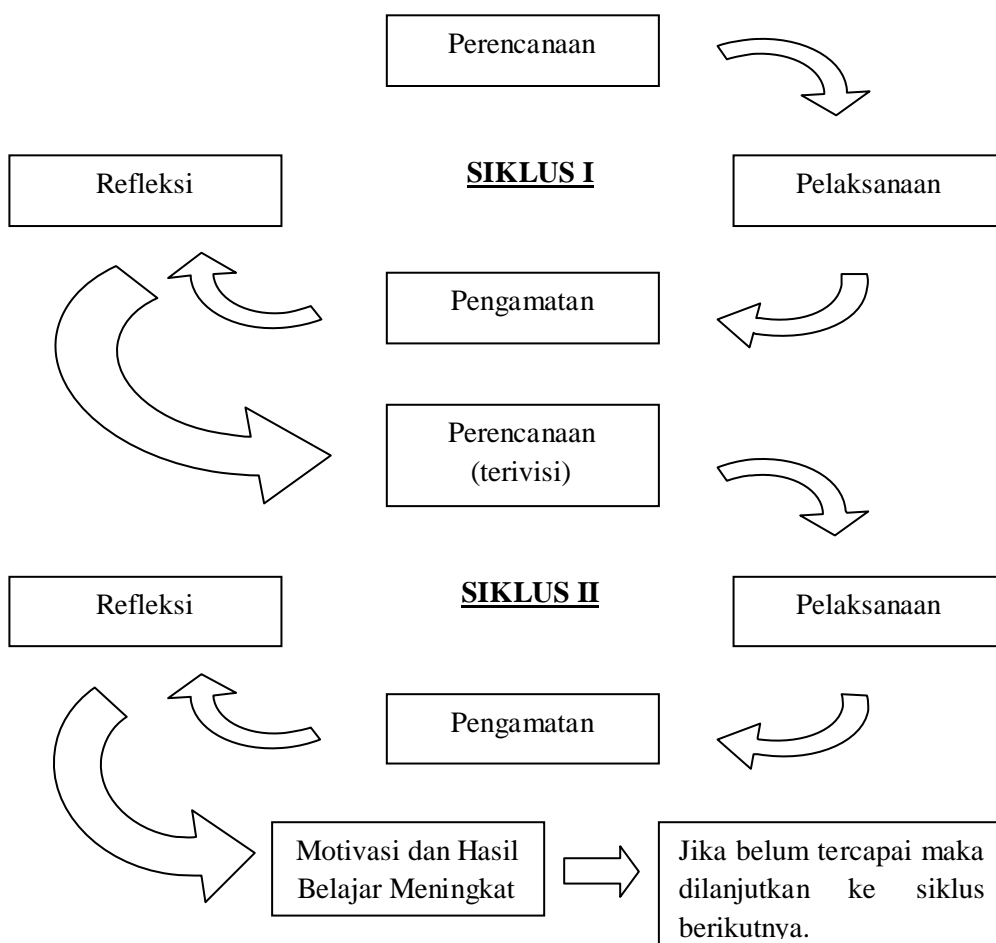 Perencanaan
Refleksi
SIKLUS I
Pelaksanaan
Pengamatan
Perencanaan
(terivisi)
Refleksi
SIKLUS II
Pelaksanaan
Pengamatan
Motivasi dan Hasil
Belajar Meningkat
Jika belum tercapai maka
dilanjutkan ke siklus
berikutnya.